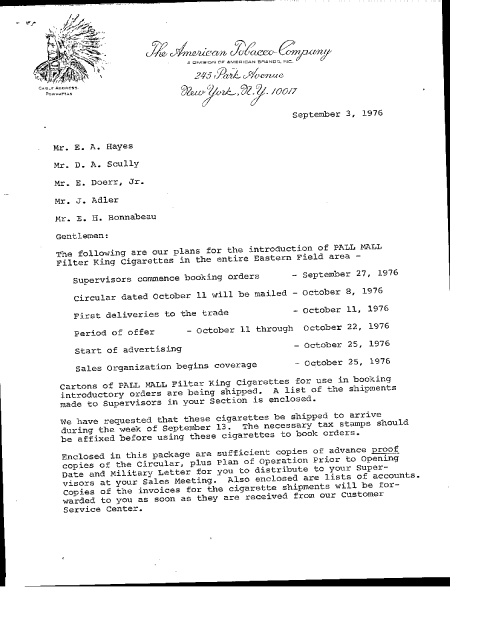 The American Tobacco Company
A DIVISION OF AMERICAN BRANDS, INC.
245 Park Avenue
New York, N.Y. 10017
CABLE ADDRESS.
POWHATTAN
September 3, 1976
Mr. E. A. Hayes
Mr. D. A. Scully
Mr. E. Doerr, Jr.
Mr. J. Adler
Mr. E. H. Bonnabeau
Gentlemen:
The following are our plans for the introduction of PALL MALL
Filter King Cigarettes in the entire Eastern Field area -
Supervisors commence booking orders - September 27, 1976
Circular dated October 11 will be mailed - October 8, 1976
First deliveries to the trade - October 11, 1976
Period of offer - October 11 through October 22, 1976
Start of advertising - October 25, 1976
Sales Organization begins coverage - October 25, 1976
Cartons of PALL MALL Filter King Cigarettes for use in booking
introductory orders are being shipped. A list of the shipments
made to Supervisors in your Section is enclosed.
We have requested that these cigarettes be shipped to arrive
during the week of September 13. The necessary tax stamps should
be affixed before using these cigarettes to book orders.
Enclosed in this package are sufficient copies of advance proof
copies of the Circular, plus Plan of Operation Prior to Opening
Date and Military Letter for you to distribute to your Super-
visors at your Sales Meeting. Also enclosed are lists of accounts.
Copies of the invoices for the cigarette shipments will be for-
warded to you as soon as they are received from our Customer
Service Center.